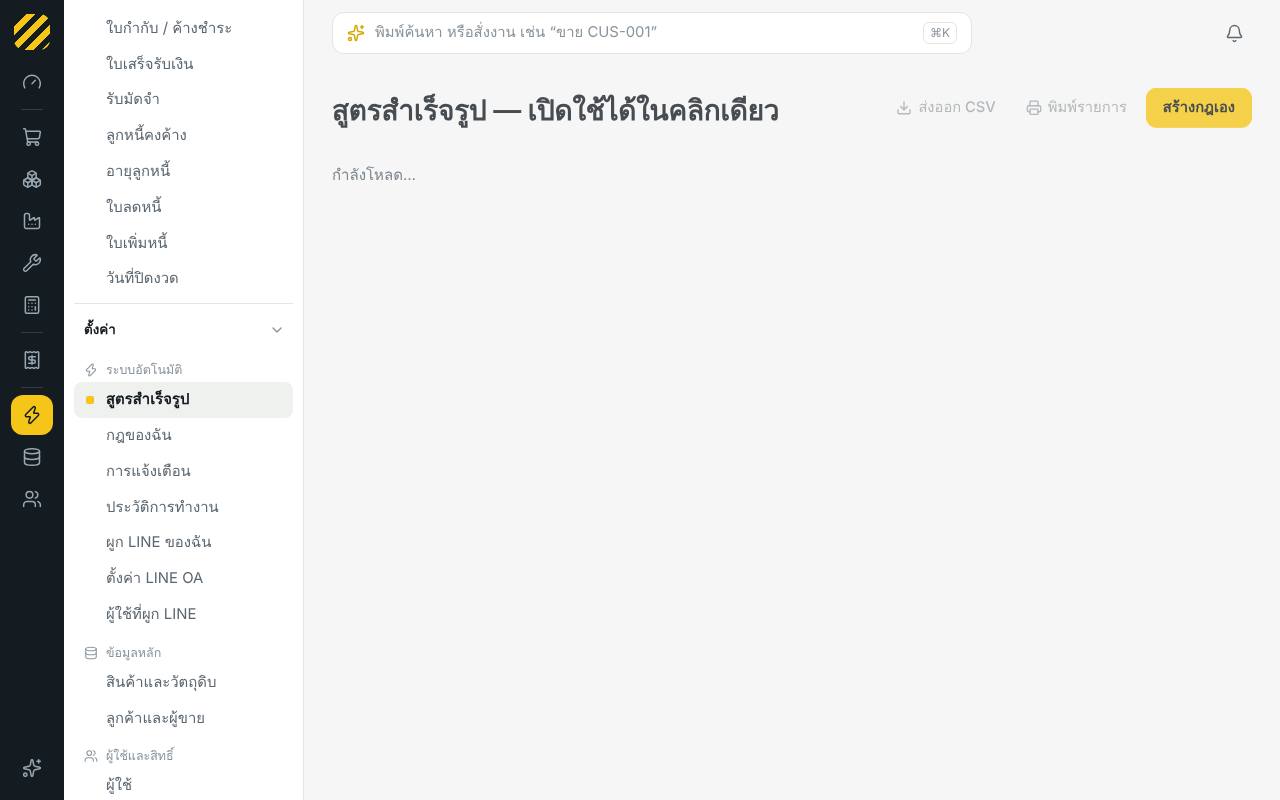 ใบกำกับ / ค้างชำระ
ใบเสร็จรับเงิน
รับมัดจำ
ลูกหนี้คงค้าง
อายุลูกหนี้
ใบลดหนี้
ใบเพิ่มหนี้
วันที่ปิดงวด
ตั้งค่า
ระบบอัตโนมัติ
สูตรสำเร็จรูป
กฎของฉัน
การแจ้งเตือน
ประวัติการทำงาน
ผูก LINE ของฉัน
ตั้งค่า LINE OA
ผู้ใช้ที่ผูก LINE
ข้อมูลหลัก
สินค้าและวัตถุดิบ
ลูกค้าและผู้ขาย
ผู้ใช้และสิทธิ์
ผู้ใช้
พิมพ์ค้นหา หรือสั่งงาน เช่น “ขาย CUS-001” ⌘K
สูตรสำเร็จรูป — เปิดใช้ได้ในคลิกเดียว
ส่งออก CSV พิมพ์รายการ สร้างกฎเอง
กำลังโหลด...